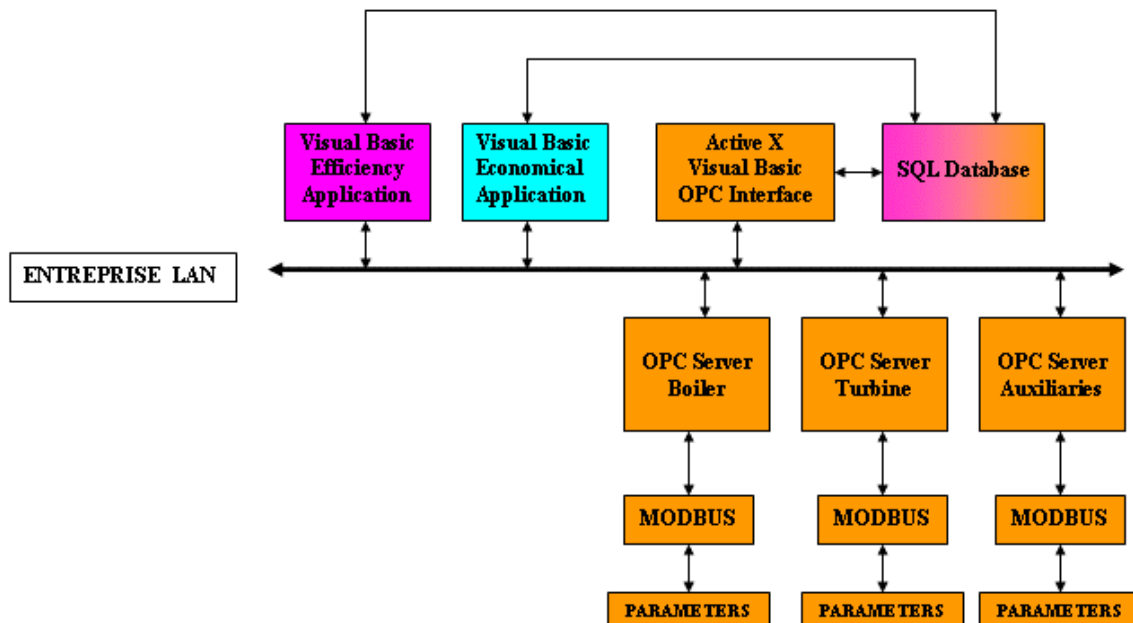 Visual Basic
Efficiency
Application
Visual Basic
Economical
Application
Active X
Visual Basic
OPC Interface
SQL Database
ENTREPRISE LAN
OPC Server
Boiler
OPC Server
Turbine
OPC Server
Auxiliaries
MODBUS
MODBUS
MODBUS
PARAMETERS
PARAMETERS
PARAMETERS